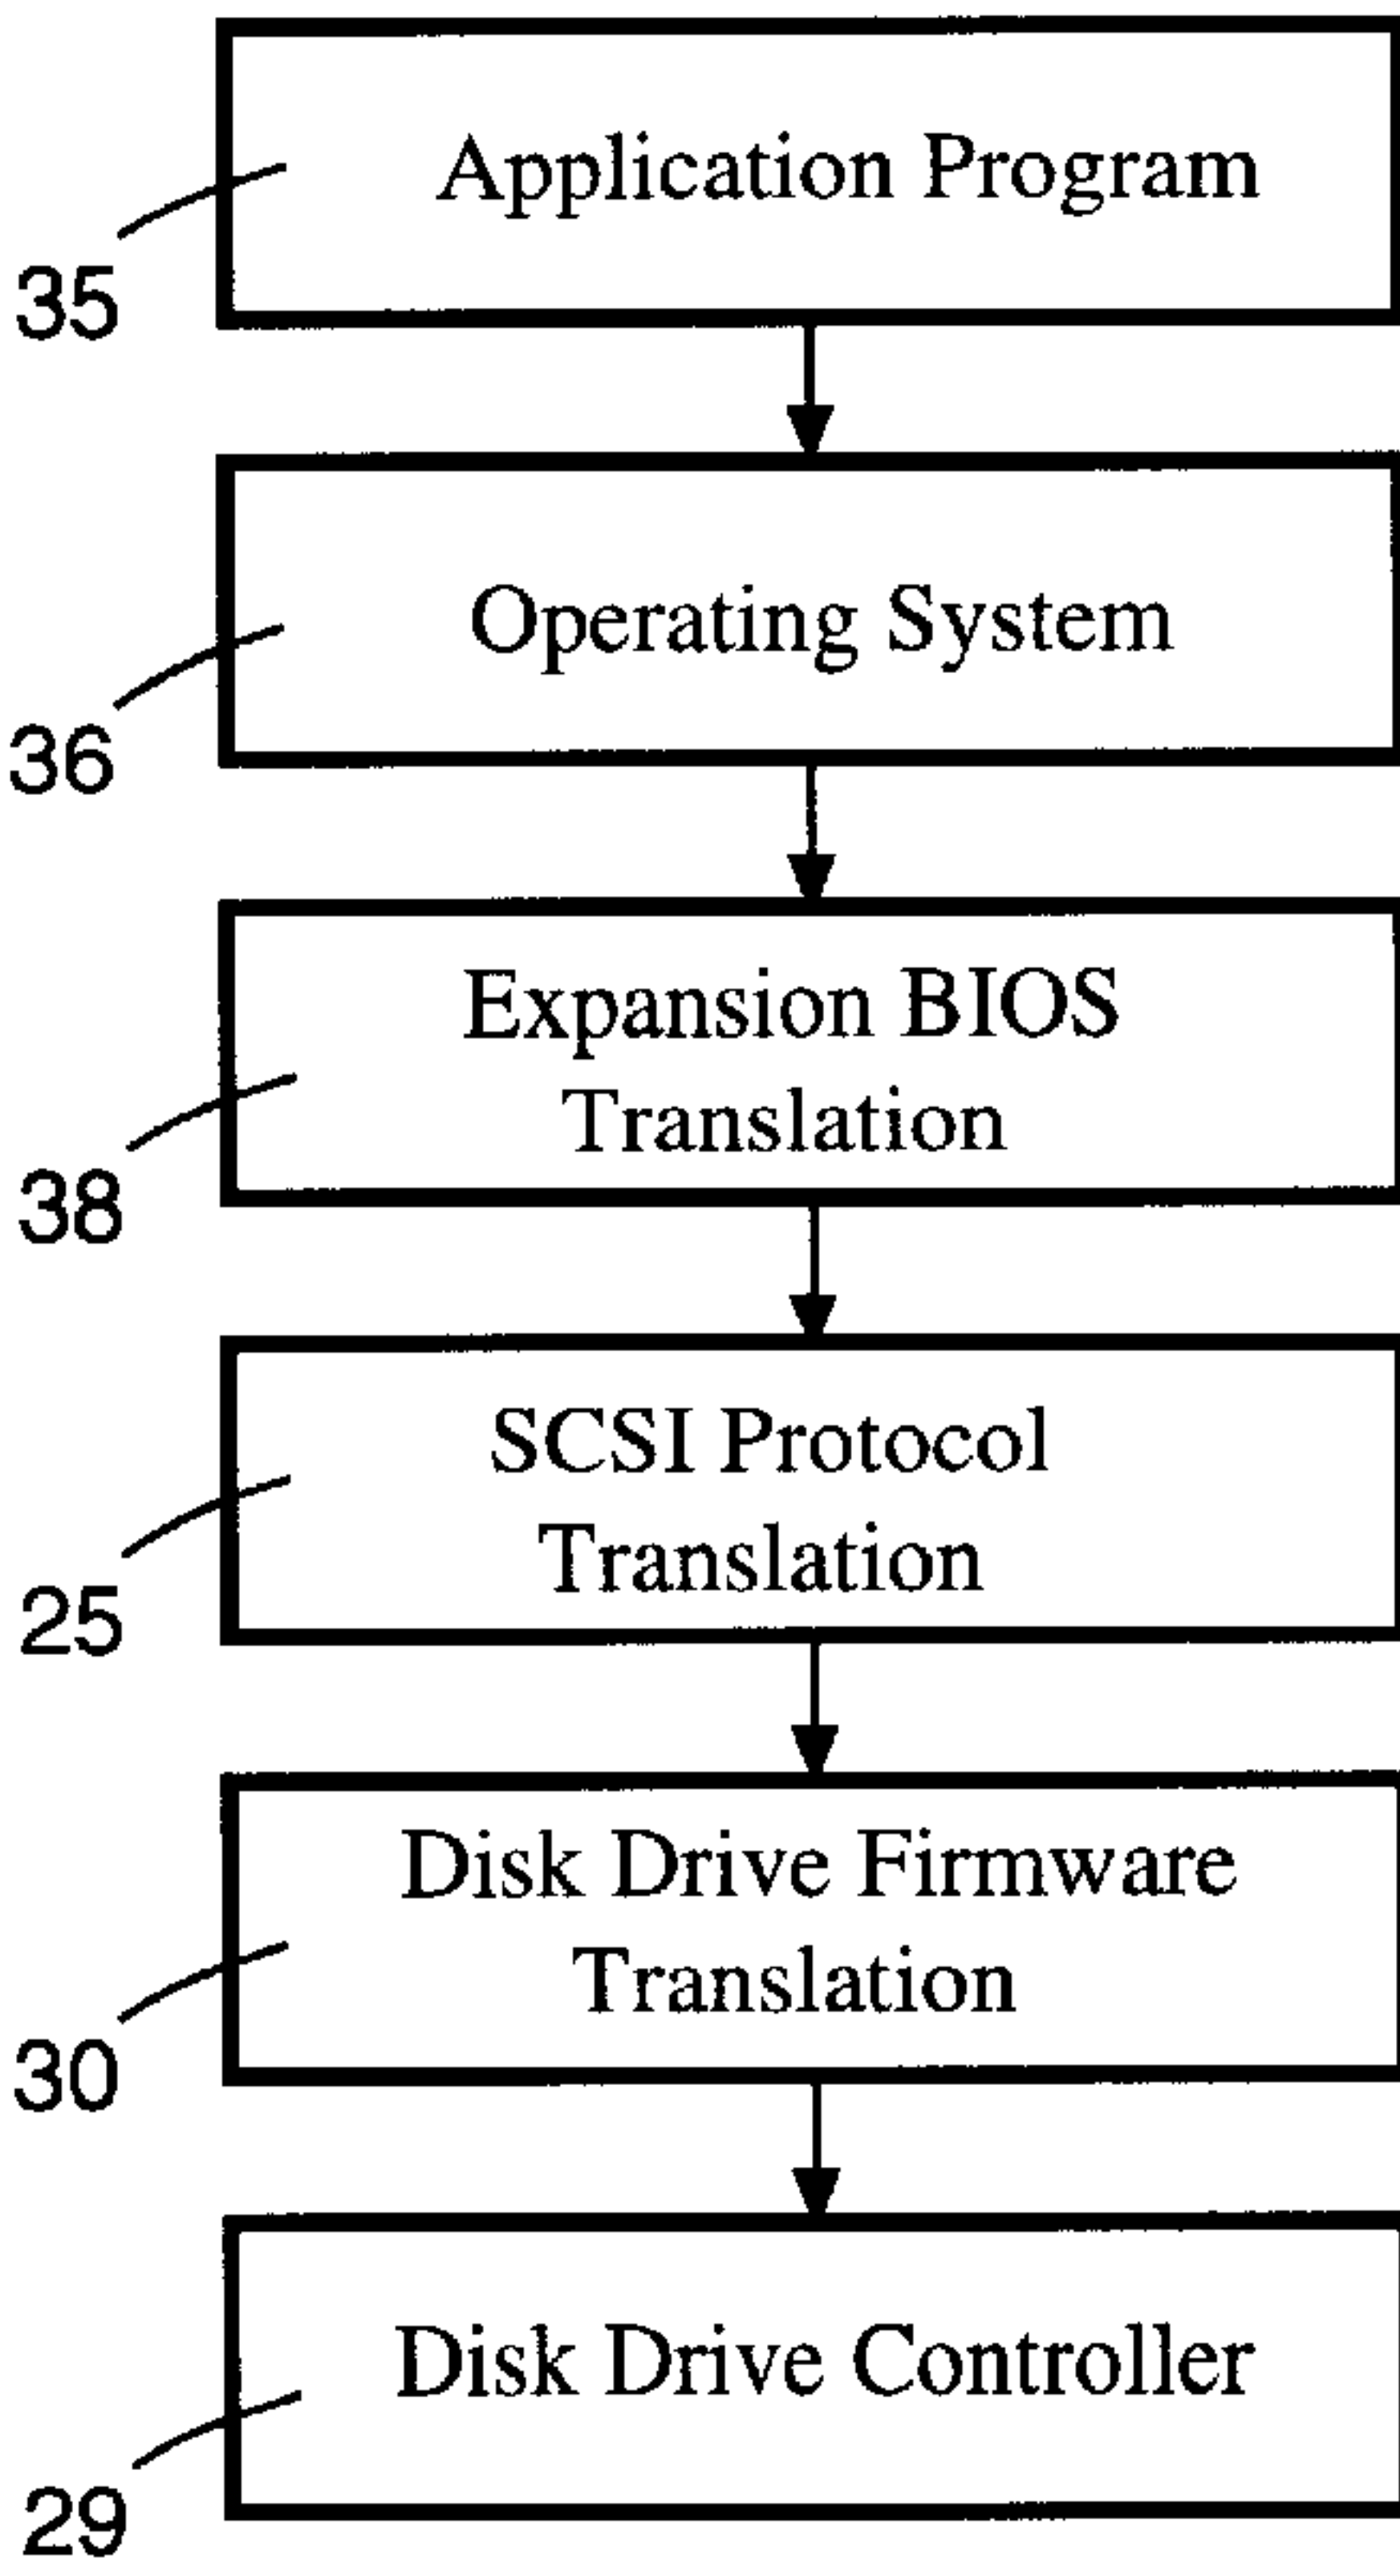 Application Program
35
Operating System
36
Expansion BIOS
Translation
38
SCSI Protocol
Translation
25
Disk Drive Firmware
Translation
30
Disk Drive Controller
29